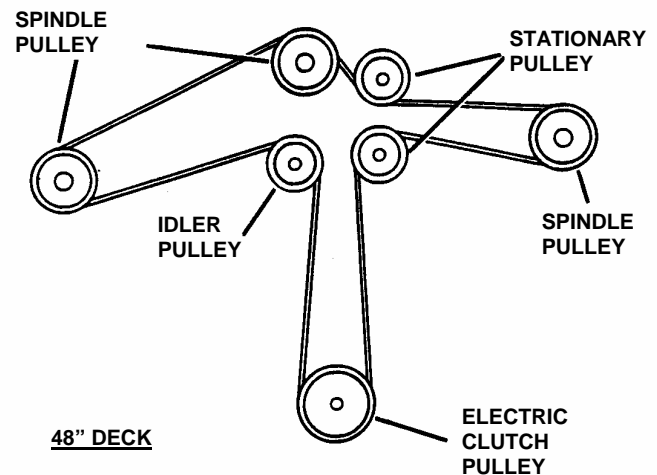 SPINDLE
PULLEY
STATIONARY
PULLEY
IDLER
PULLEY
SPINDLE
PULLEY
48” DECK
ELECTRIC
CLUTCH
PULLEY